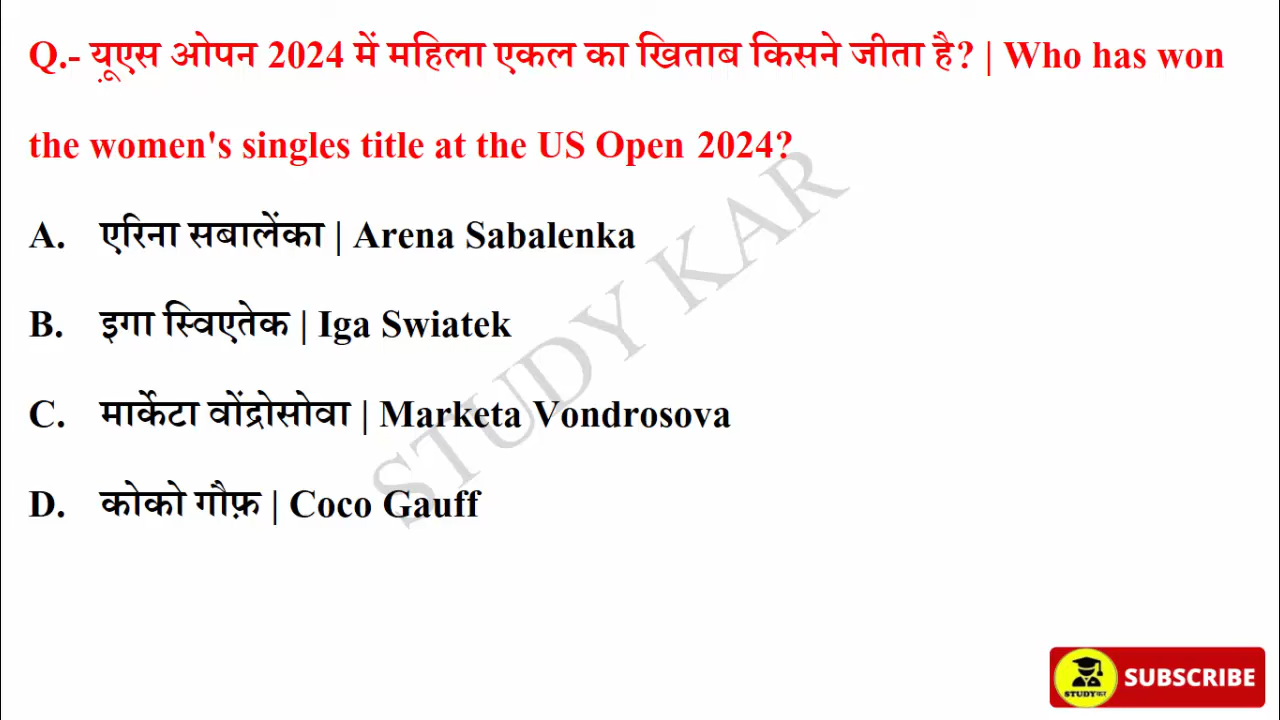 Q.- यूएस ओपन 2024 में महिला एकल का खिताब किसने जीता है? | Who has won
the women's singles title at the US Open 2024?
A. एरिना सबालेंका | Arena Sabalenka
B. इगा स्विएतेक | Iga Swiatek
C. मार्केटा वोंद्रोसोवा | Marketa Vondrosova
D. कोको गौफ़ | Coco Gauff
STUDY KAR
STUDYकर
SUBSCRIBE